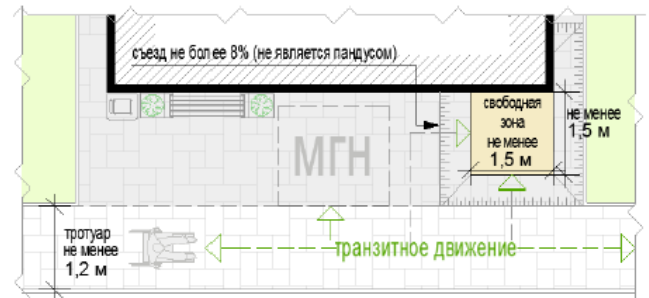 съезд не более 8% (не является пандусом)
свободная
зона
не менее
1,5 м
не менее
1,5 м
МГН
тротуар
не менее
1,2 м
транзитное движение